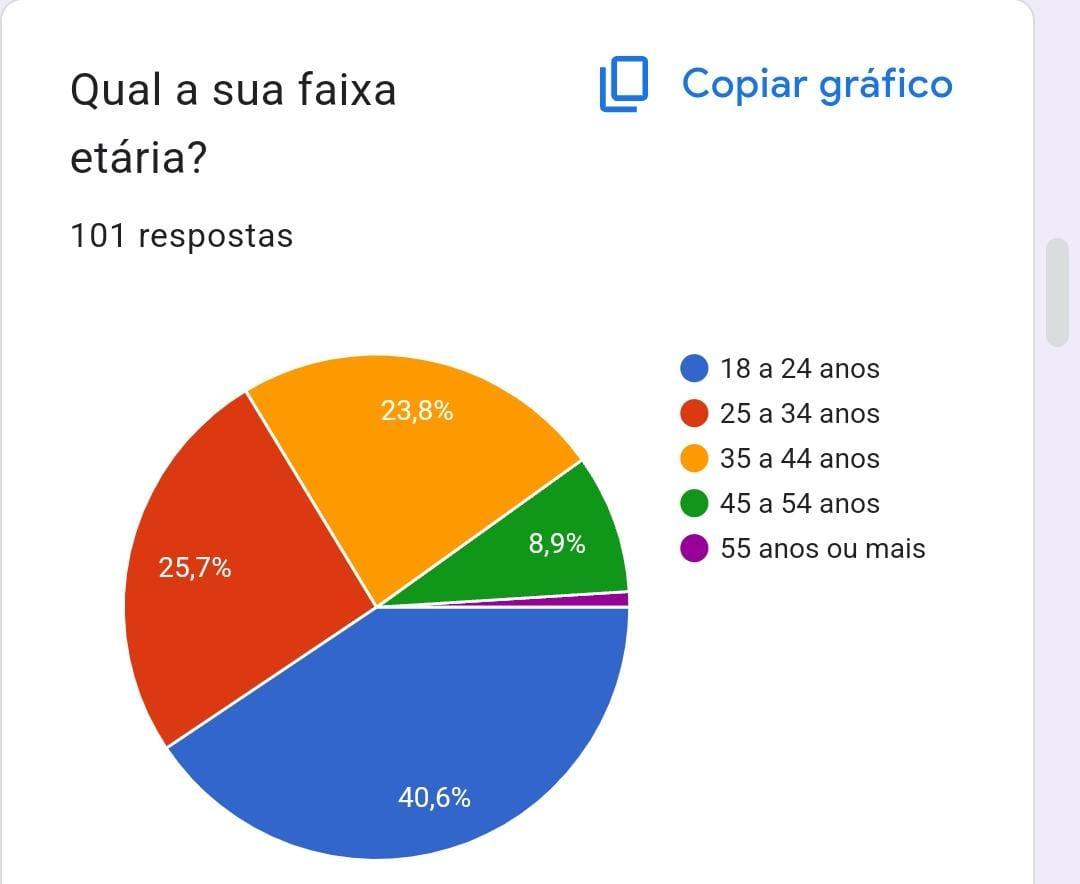 Qual a sua faixa
etária?
Copiar gráfico
101 respostas
23,8%
8,9%
25,7%
40,6%
18 a 24 anos
25 a 34 anos
35 a 44 anos
45 a 54 anos
55 anos ou mais